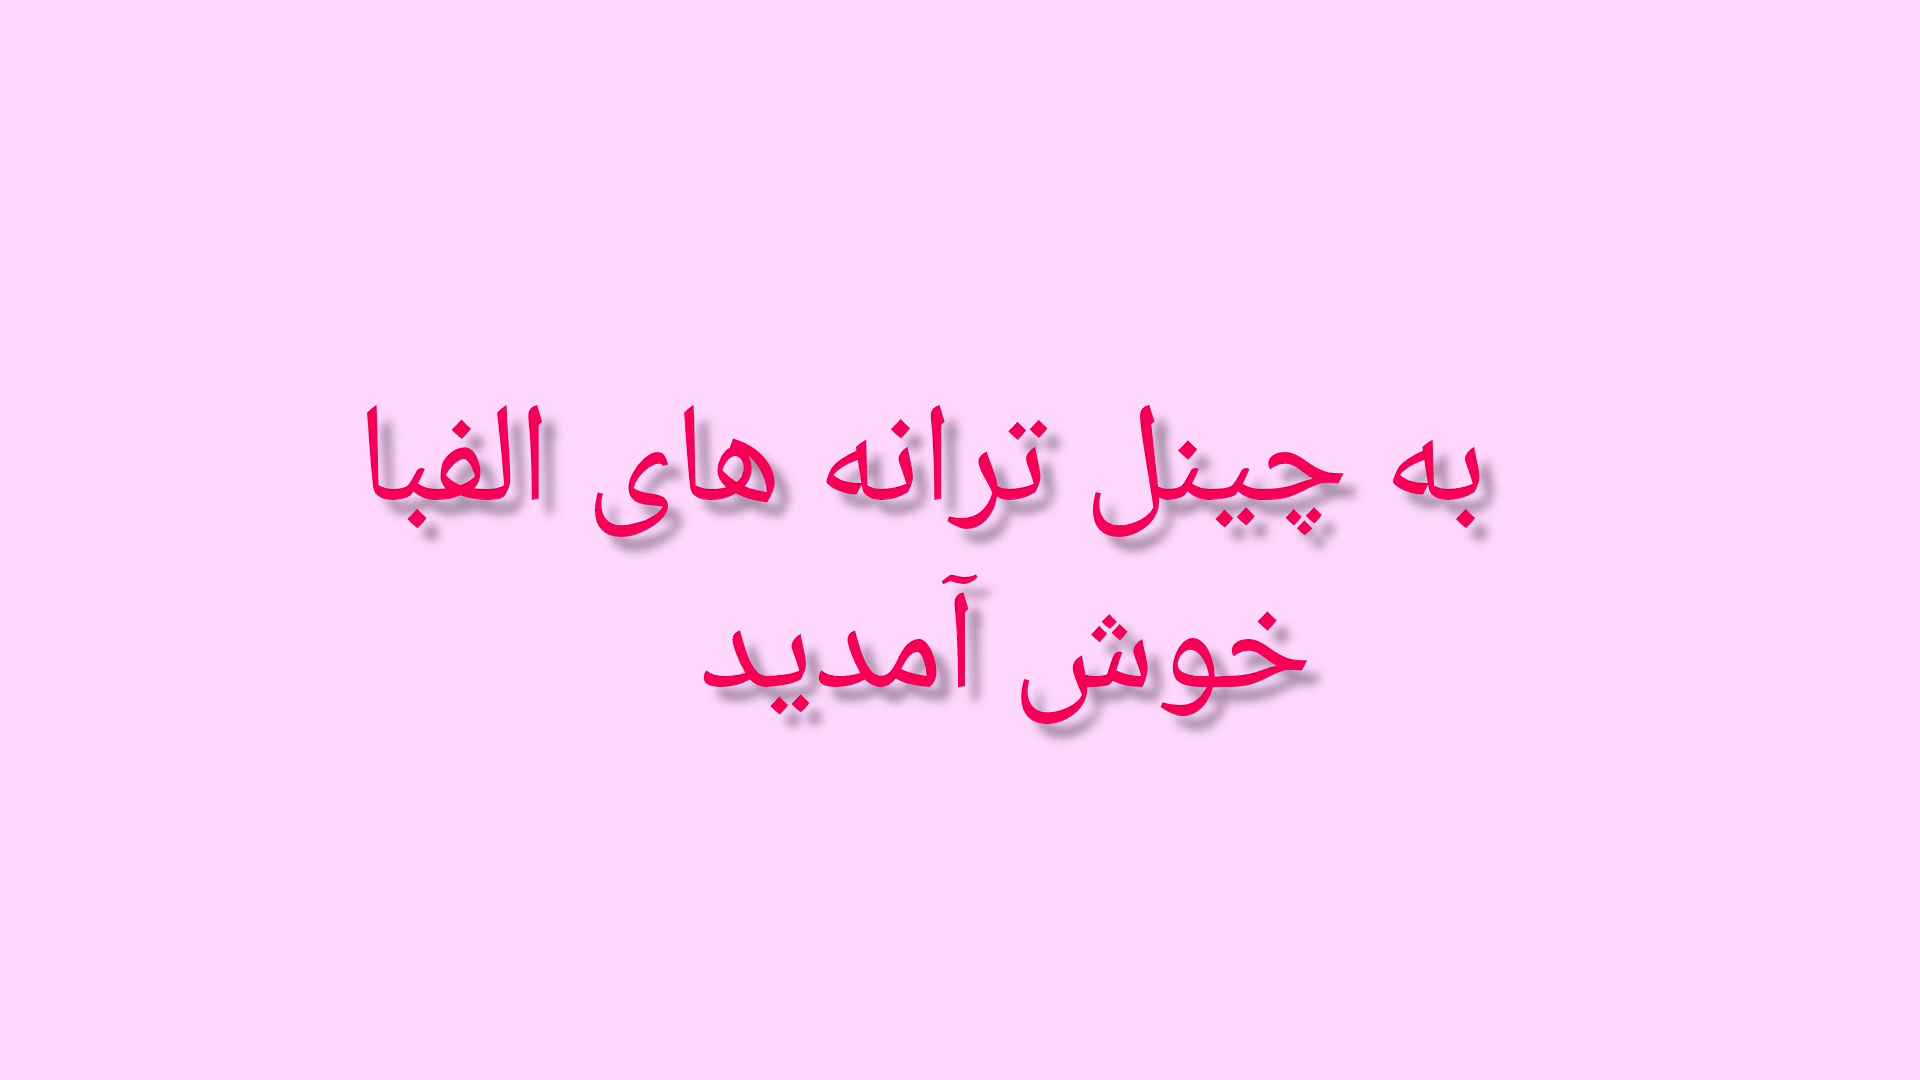 به چینل ترانه های الفبا
خوش آمدید